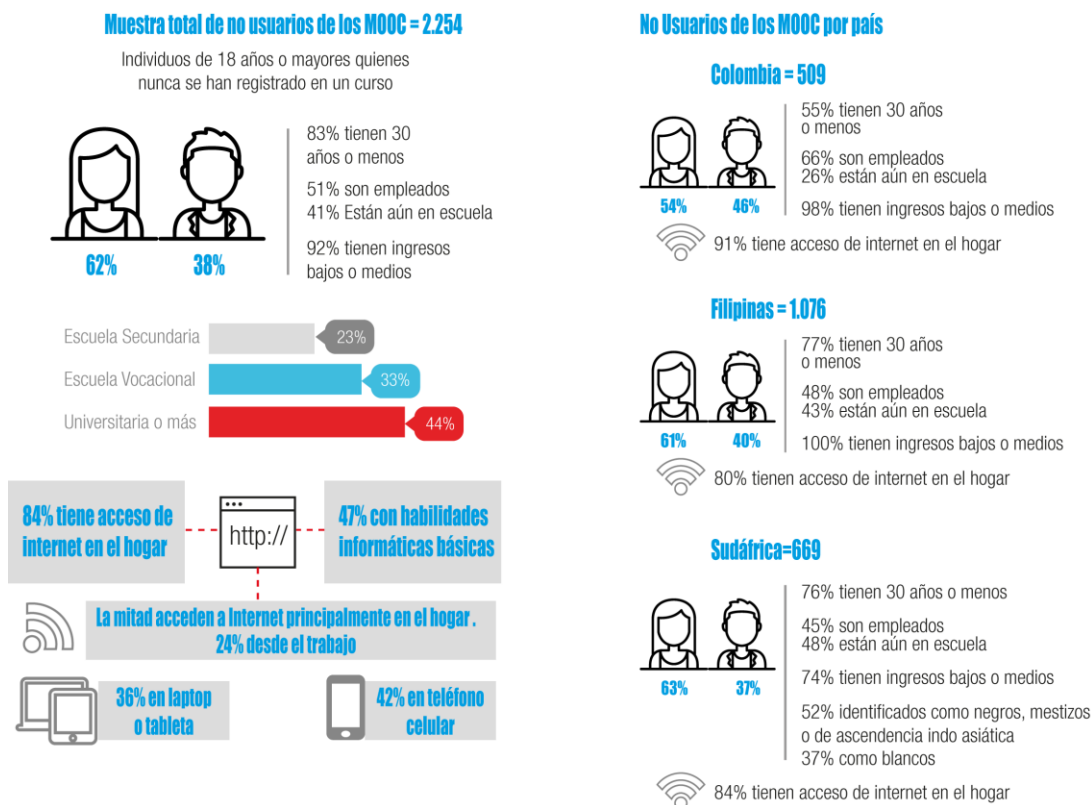 Muestra total de no usuarios de los MOOC = 2.254
Individuos de 18 años o mayores quienes
nunca se han registrado en un curso
62%
38%
83% tienen 30
años o menos
51% son empleados
41% Están aún en escuela
92% tienen ingresos
bajos o medios
Escuela Secundaria
23%
Escuela Vocacional
33%
Universitaria o más
44%
84% tiene acceso de
internet en el hogar
http://
47% con habilidades
informáticas básicas
La mitad acceden a Internet principalmente en el hogar .
24% desde el trabajo
36% en laptop
o tableta
42% en teléfono
celular
No Usuarios de los MOOC por país
Colombia = 509
54%
46%
55% tienen 30 años
o menos
66% son empleados
26% están aún en escuela
98% tienen ingresos bajos o medios
91% tiene acceso de internet en el hogar
Filipinas = 1.076
61%
40%
77% tienen 30 años
o menos
48% son empleados
43% están aún en escuela
100% tienen ingresos bajos o medios
80% tienen acceso de internet en el hogar
Sudáfrica=669
63%
37%
76% tienen 30 años o menos
45% son empleados
48% están aún en escuela
74% tienen ingresos bajos o medios
52% identificados como negros, mestizos
o de ascendencia indo asiática
37% como blancos
84% tienen acceso de internet en el hogar